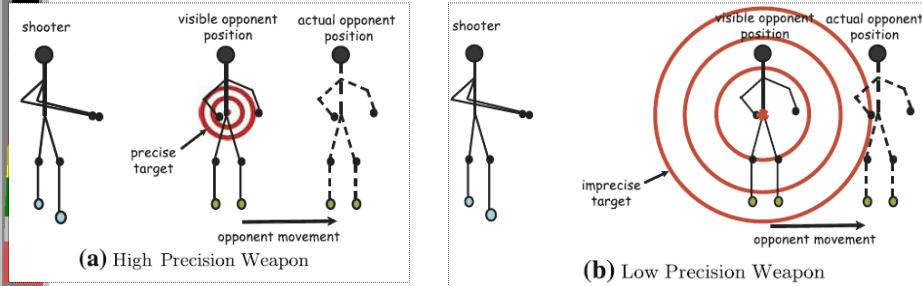 shooter
visible opponent
position
actual opponent
position
precise
target
opponent movement
(a) High Precision Weapon
shooter
visible opponent
position
actual opponent
position
imprecise
target
opponent movement
(b) Low Precision Weapon